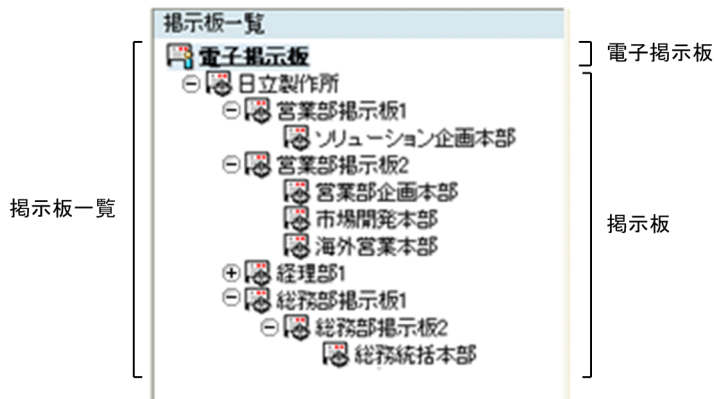 掲示板一覧
電子掲示板
電子掲示板
日立製作所
営業部掲示板1
ソリューション企画本部
営業部掲示板2
営業部企画本部
掲示板一覧
市場開発本部
掲示板
海外営業本部
経理部1
総務部掲示板1
総務部掲示板2
総務統括本部